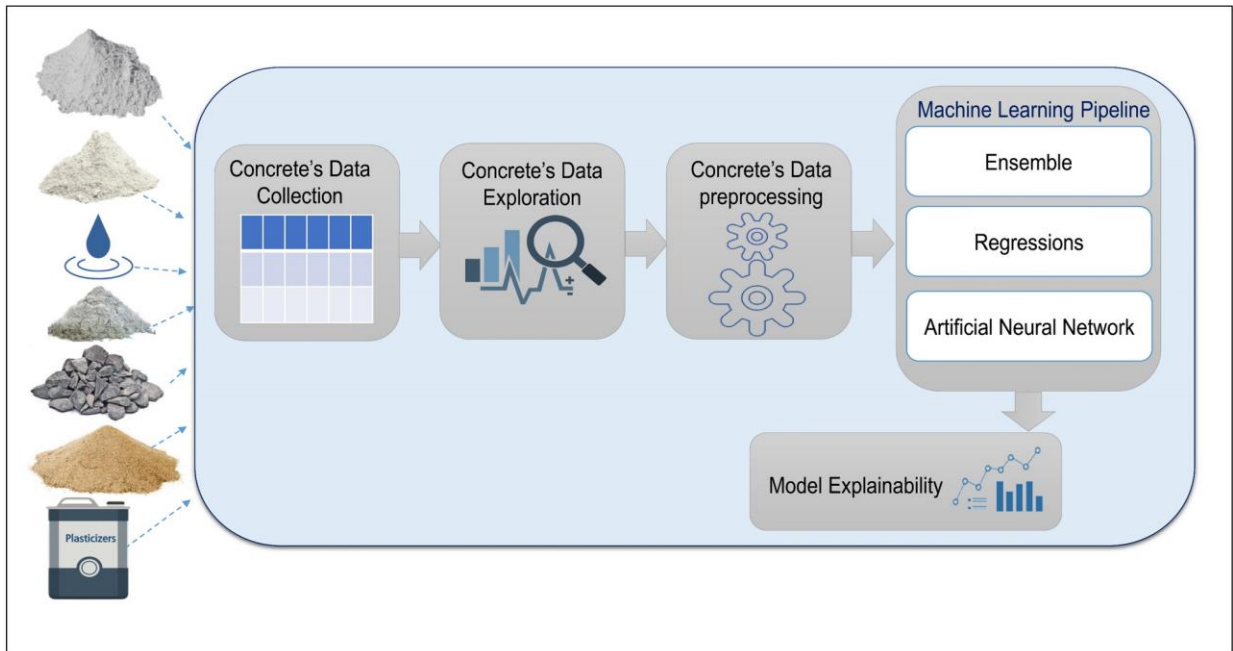 Machine Learning Pipeline
Concrete's Data
Collection
Concrete's Data
Exploration
Concrete's Data
preprocessing
Ensemble
Regressions
Artificial Neural Network
Model Explainability
Plasticizers